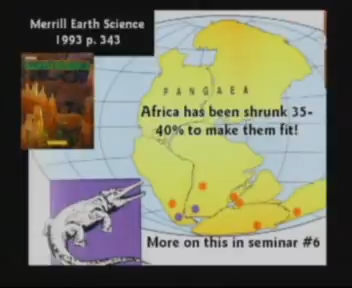 Merrill Earth Science
1993 p. 343
PANGAEA
Africa has been shrunk 35-
40% to make them fit!
More on this in seminar #6